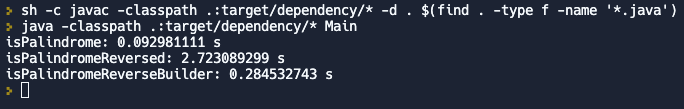 sh -c javac -classpath .:target/dependency/* -d . $(find . -type f -name '*.java')
java -classpath .:target/dependency/* Main
isPalindrome: 0.092981111 s
isPalindromeReversed: 2.723089299 s
isPalindromeReverseBuilder: 0.284532743 s